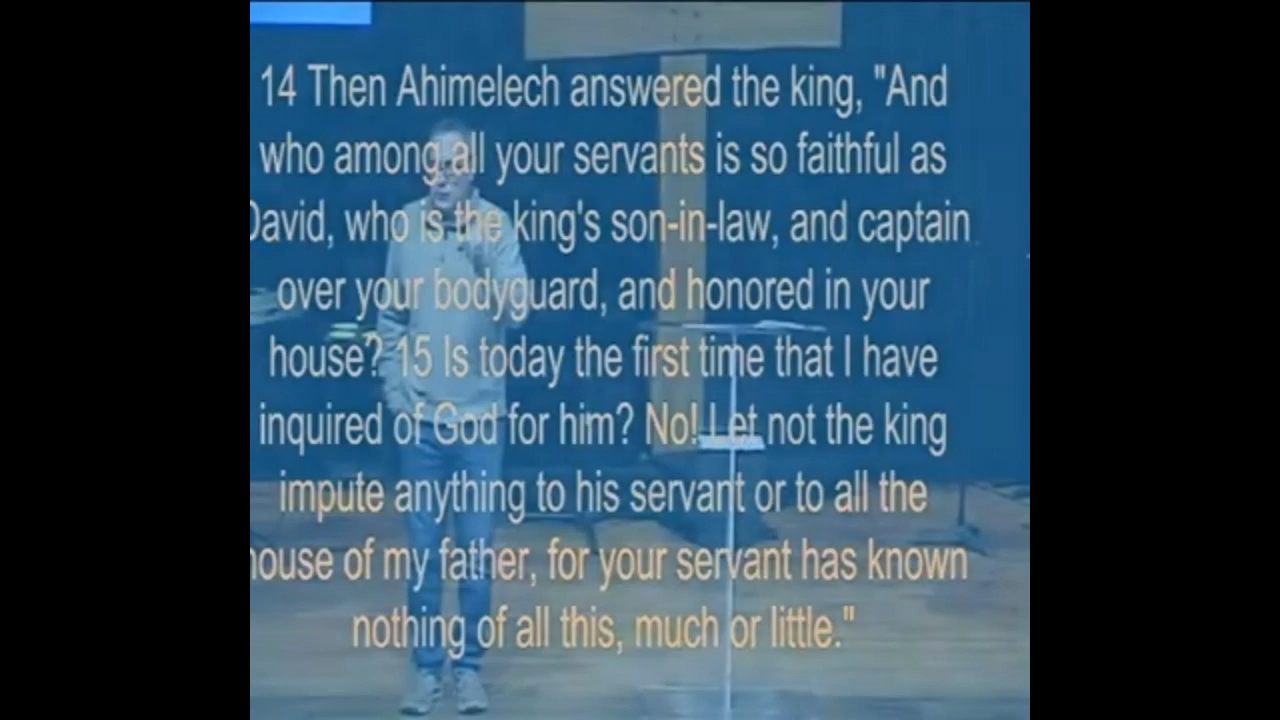 14 Then Ahimelech answered the king, "And
who among all your servants is so faithful as
David, who is the king's son-in-law, and captain
over your bodyguard, and honored in your
house? 15 Is today the first time that I have
inquired of God for him? No! Let not the king
impute anything to his servant or to all the
house of my father, for your servant has known
nothing of all this, much or little."